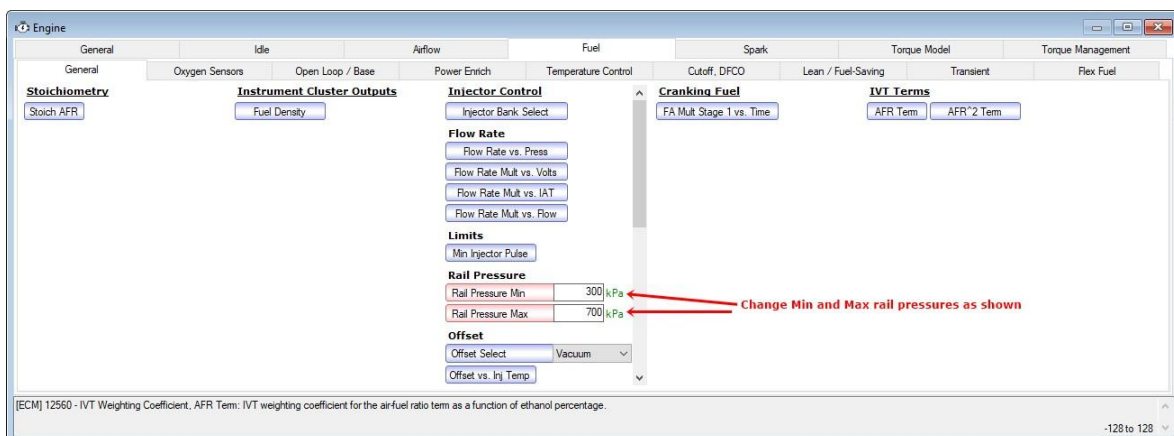 Engine
General Idle Airflow Fuel Spark Torque Model Torque Management
General Oxygen Sensors Open Loop / Base Power Enrich Temperature Control Cutoff, DFCO Lean / Fuel-Saving Transient Flex Fuel
Stoichiometry Instrument Cluster Outputs Injector Control Cranking Fuel IVT Terms
Stoich AFR Fuel Density Injector Bank Select FA Mult Stage 1 vs. Time AFR Term AFR^2 Term
Flow Rate
Flow Rate vs. Press
Flow Rate Mult vs. Volts
Flow Rate Mult vs. IAT
Flow Rate Mult vs. Flow
Limits
Min Injector Pulse
Rail Pressure
Rail Pressure Min 300 kPa
Change Min and Max rail pressures as shown
Rail Pressure Max 700 kPa
Offset
Offset Select Vacuum
Offset vs. Inj Temp
[ECM] 12560 - IVT Weighting Coefficient, AFR Term: IVT weighting coefficient for the air-fuel ratio term as a function of ethanol percentage.
-128 to 128